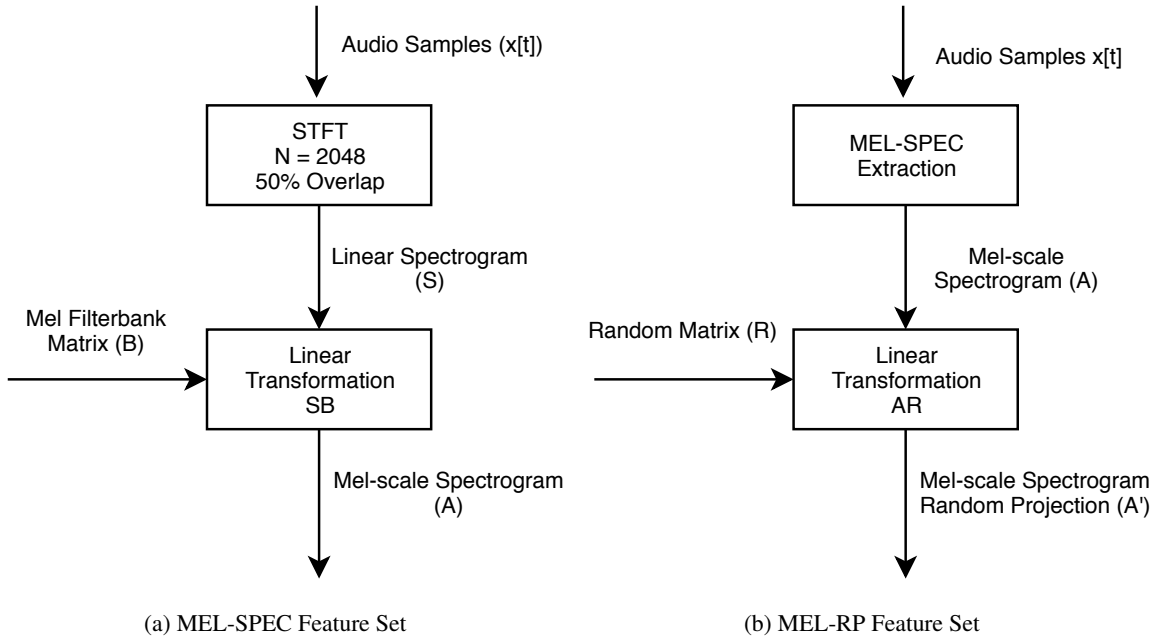 Audio Samples (x[t])
STFT
N = 2048
50% Overlap
Linear Spectrogram
(S)
Mel Filterbank
Matrix (B)
Linear
Transformation
SB
Mel-scale Spectrogram
(A)
(a) MEL-SPEC Feature Set
Audio Samples x[t]
MEL-SPEC
Extraction
Mel-scale
Spectrogram (A)
Random Matrix (R)
Linear
Transformation
AR
Mel-scale Spectrogram
Random Projection (A')
(b) MEL-RP Feature Set